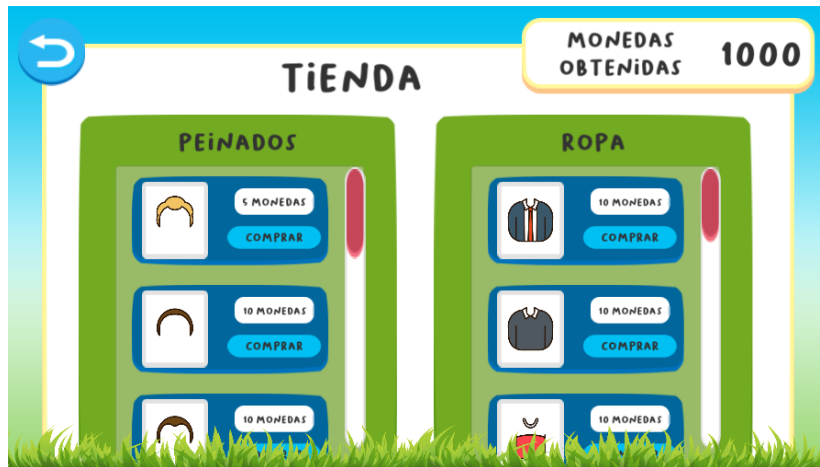 TiENDA
MONEDAS
OBTENiDAS
1000
PEiNADOS
5 MONEDAS
COMPRAR
10 MONEDAS
COMPRAR
10 MONEDAS
ROPA
10 MONEDAS
COMPRAR
10 MONEDAS
COMPRAR
10 MONEDAS